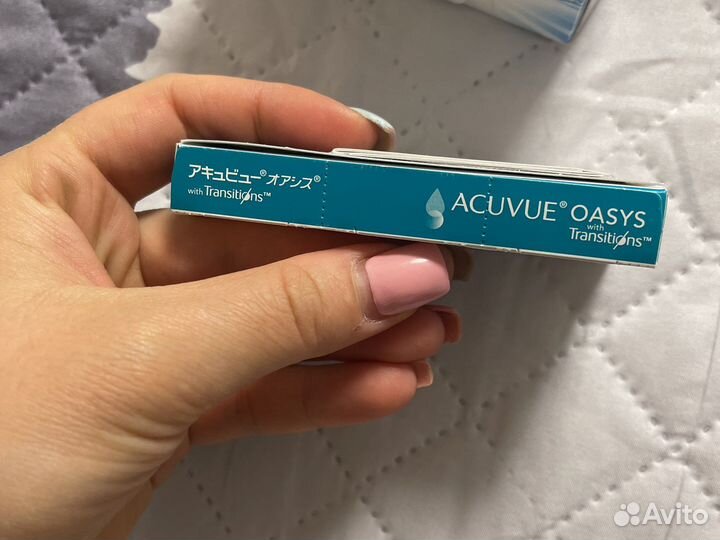 アキュビュー®オアシス®
with Transitions™
ACUVUE® OASYS
with
Transitions™
Avito